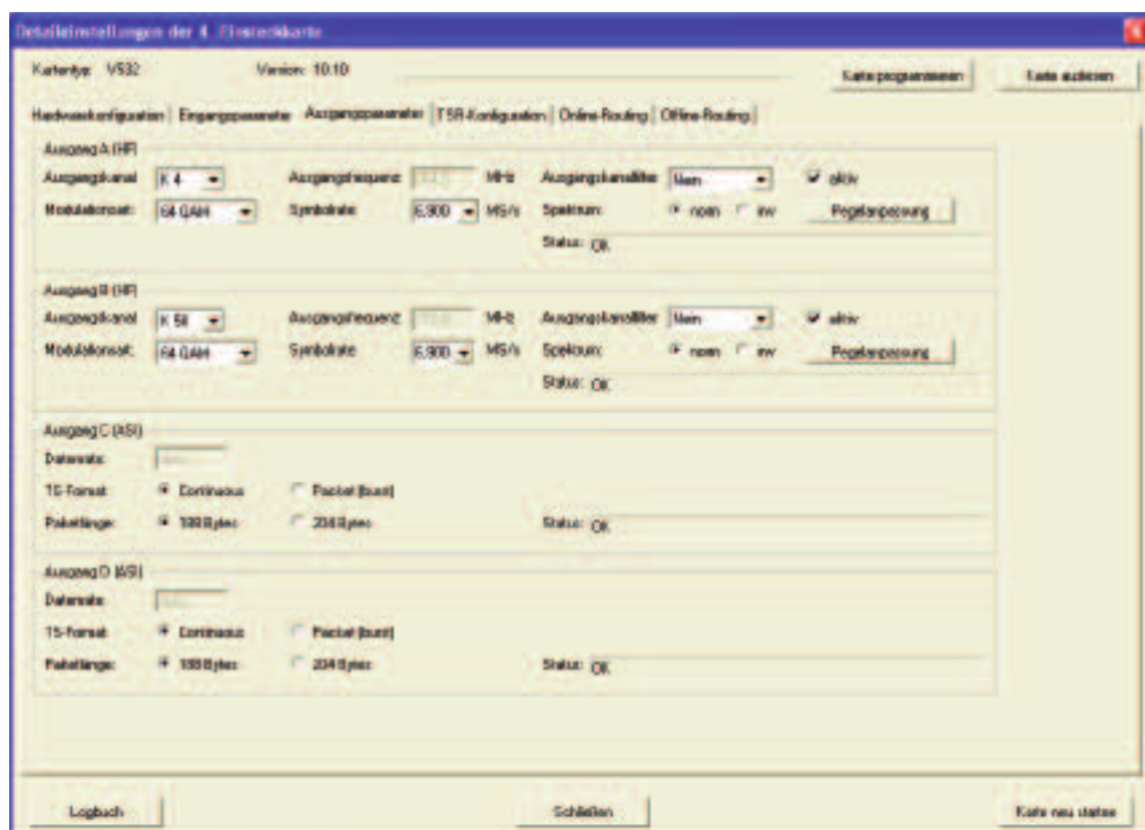 Detaileinstellungen der 4. Einsteckkarte
Kartentyp: V532 Version: 10.10 Karte programmieren Karte auslesen
Hardwarekonfiguration Eingangsparameter Ausgangsparameter TSR-Konfiguration Online-Routing Offline-Routing
Ausgang A (HF)
Ausgangskanal K 4 Ausgangsfrequenz: MHz Ausgangskanalfilter Nein aktiv
Modulationsart: 64 QAM Symbolrate 6,900 MS/s Spektrum: norm inv Pegelanpassung
Status: OK
Ausgang B (HF)
Ausgangskanal Ausgangsfrequenz: MHz Ausgangskanalfilter Nein aktiv
Modulationsart: 64 QAM Symbolrate 6,900 MS/s Spektrum: norm inv Pegelanpassung
Status: OK
Ausgang C (ASI)
Datenrate:
TS-Format Continuous Packet (burst)
Paketlänge: 188 Bytes 204 Bytes Status: OK
Ausgang D (ASI)
Datenrate:
TS-Format Continuous Packet (burst)
Paketlänge: 188 Bytes 204 Bytes Status: OK
Logbuch Schließen Karte neu starten